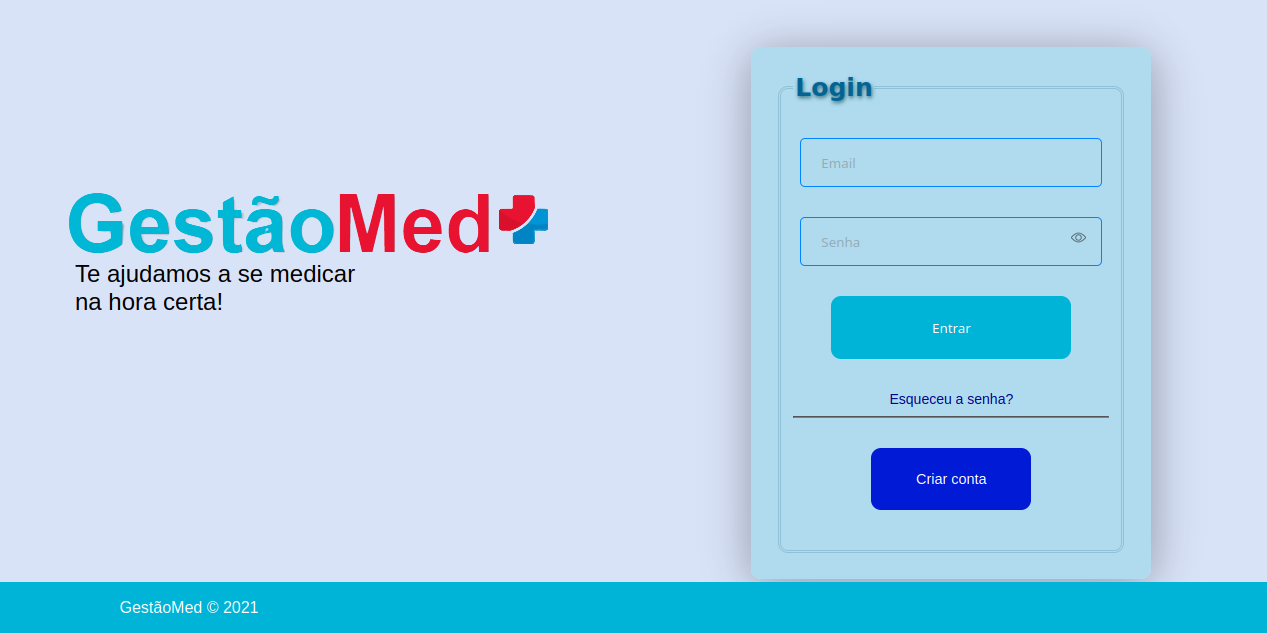 GestãoMed
Te ajudamos a se medicar
na hora certa!
Login
Email
Senha
Entrar
Esqueceu a senha?
Criar conta
GestãoMed © 2021